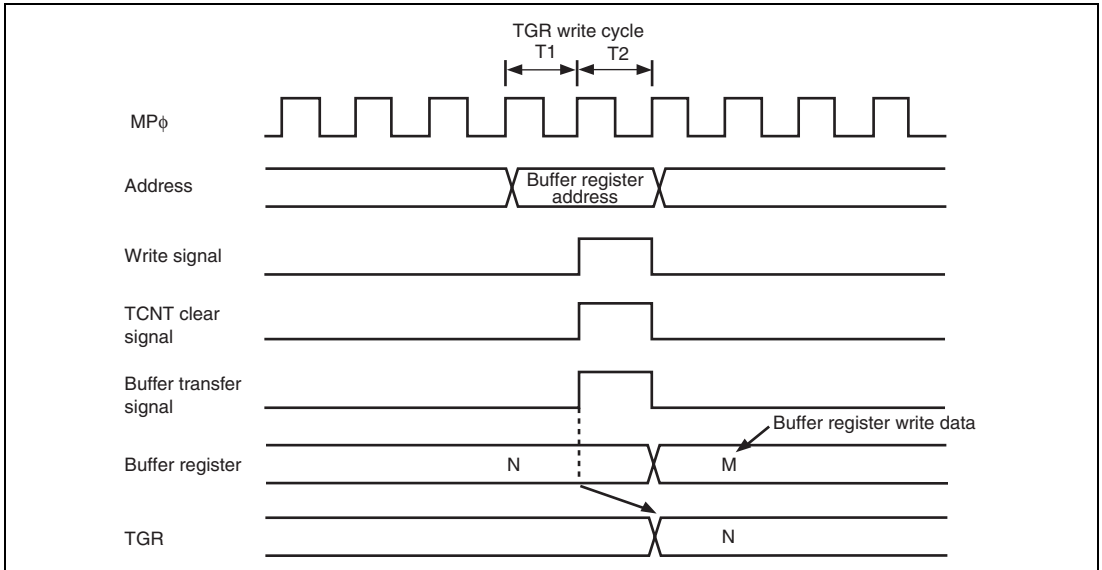 TGR write cycle
T1 T2
MPϕ
Address
Buffer register
address
Write signal
TCNT clear
signal
Buffer transfer
signal
Buffer register write data
Buffer register
N M
TGR
N